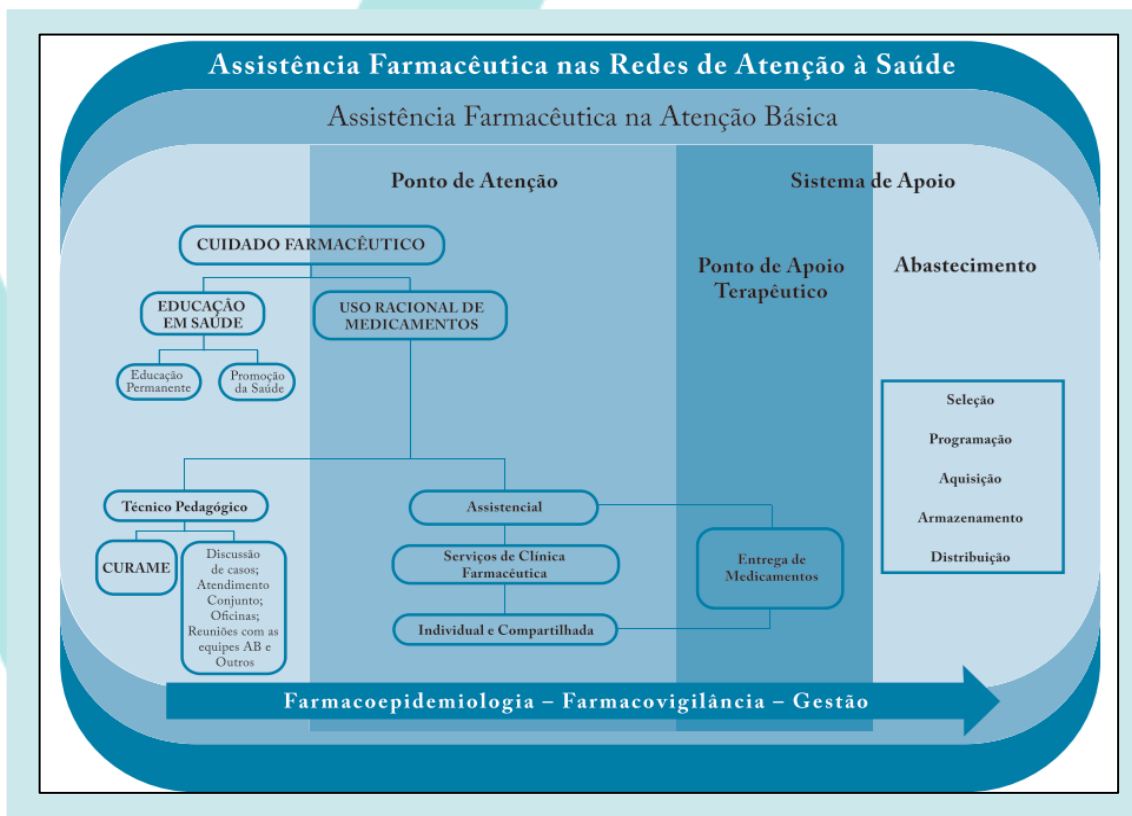 Assistência Farmacêutica nas Redes de Atenção à Saúde
Assistência Farmacêutica na Atenção Básica
Ponto de Atenção
Sistema de Apoio
CUIDADO FARMACÊUTICO
EDUCAÇÃO
EM SAÚDE
USO RACIONAL DE
MEDICAMENTOS
Educação
Permanente
Promoção
da Saúde
Técnico Pedagógico
CURAME
Discussão
de casos;
Atendimento
Conjunto;
Oficinas;
Reuniões com as
equipes AB e
Outros
Assistencial
Serviços de Clínica
Farmacêutica
Individual e Compartilhada
Ponto de Apoio
Terapêutico
Entrega de
Medicamentos
Abastecimento
Seleção
Programação
Aquisição
Armazenamento
Distribuição
Farmacoepidemiologia – Farmacovigilância – Gestão